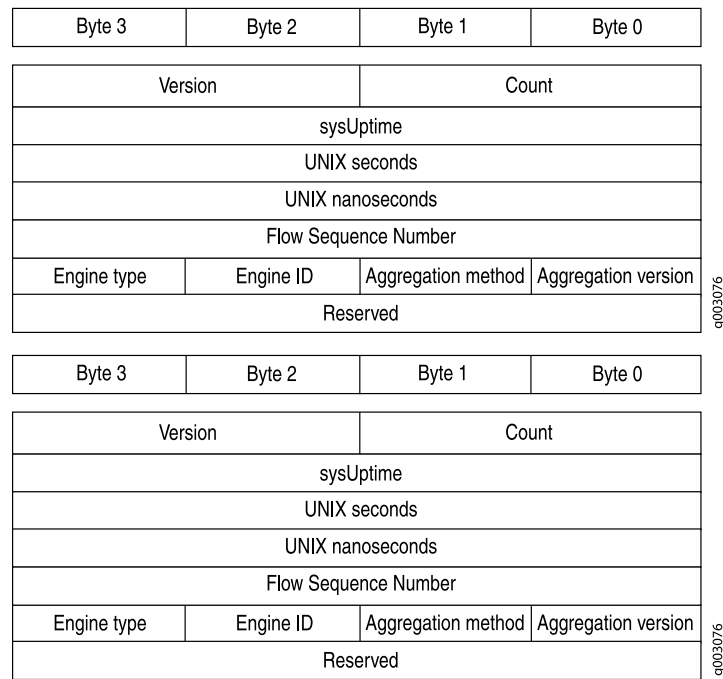 Byte 3 Byte 2 Byte 1 Byte 0
Version Count
sysUptime
UNIX seconds
UNIX nanoseconds
Flow Sequence Number
Engine type Engine ID Aggregation method Aggregation version
Reserved
g003076
Byte 3 Byte 2 Byte 1 Byte 0
Version Count
sysUptime
UNIX seconds
UNIX nanoseconds
Flow Sequence Number
Engine type Engine ID Aggregation method Aggregation version
Reserved
g003076